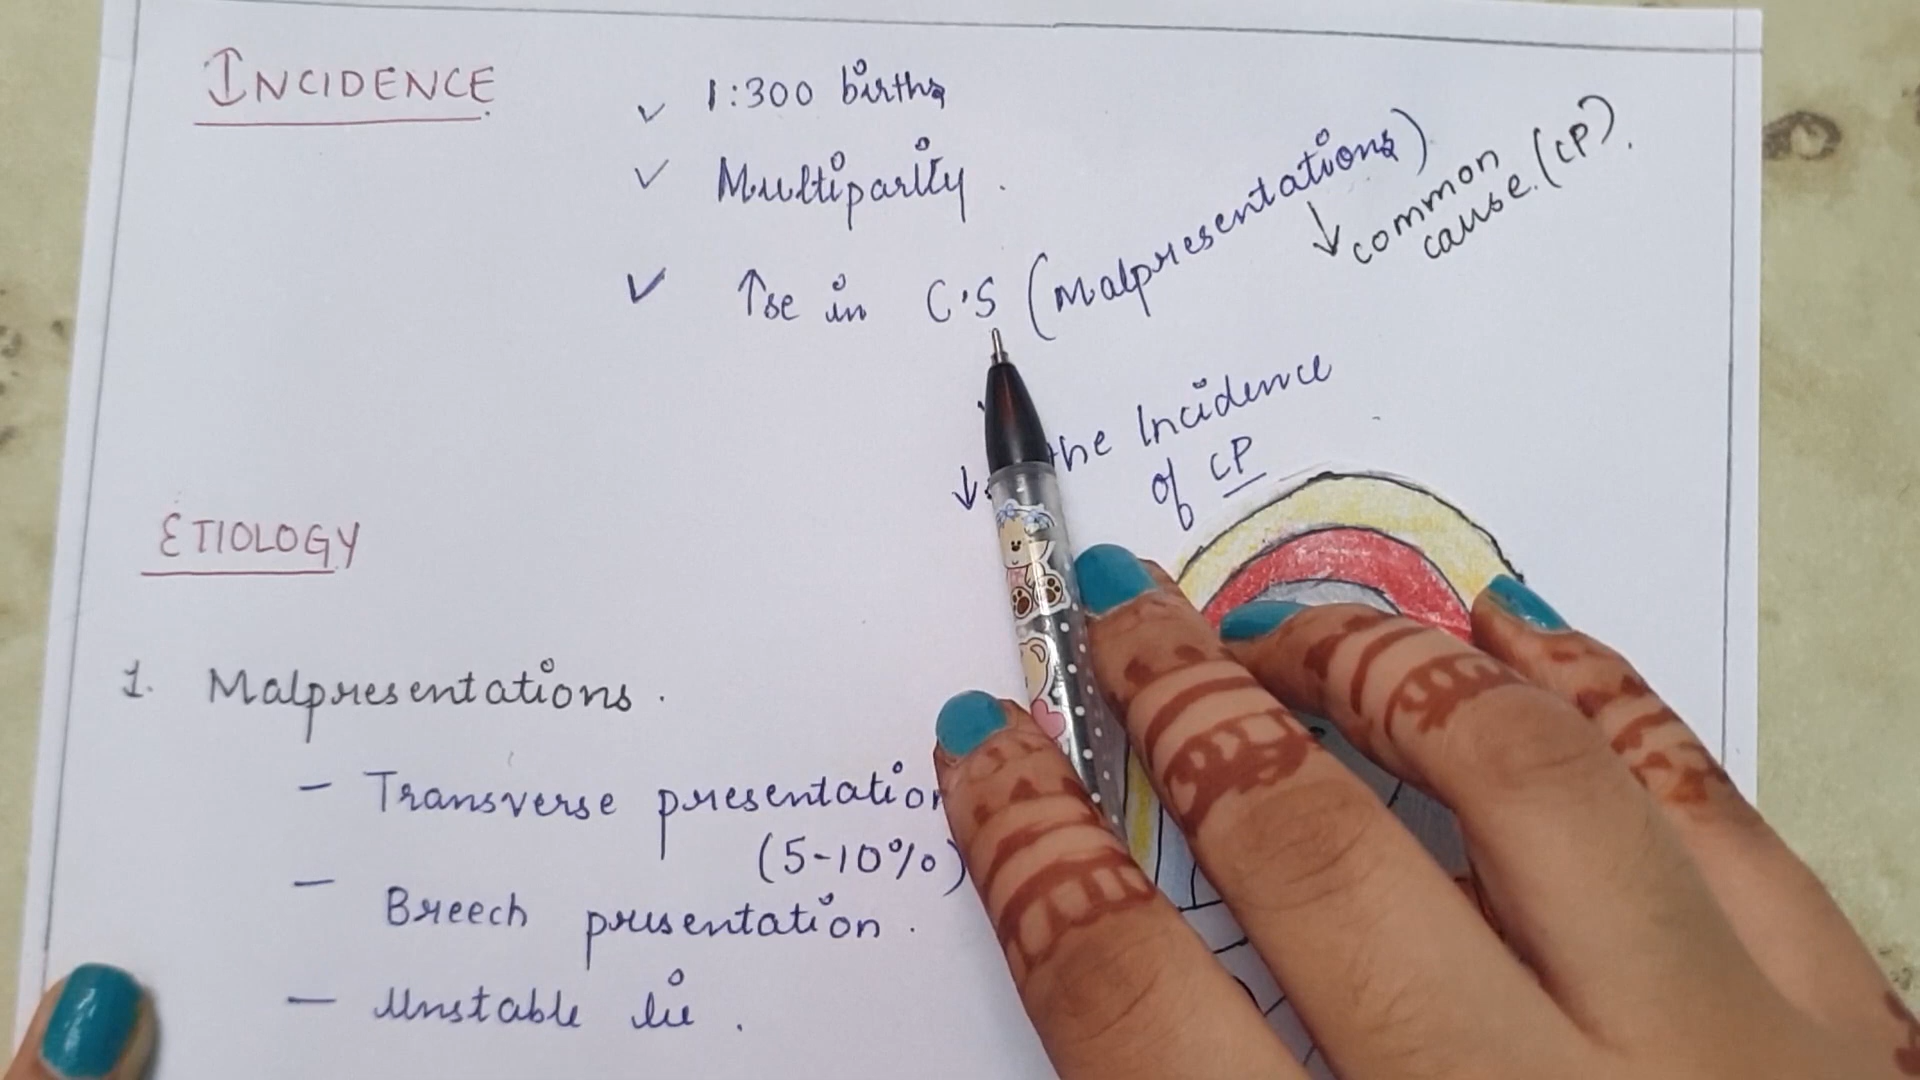 INCIDENCE
✓ 1:300 births
✓ Multiparity.
✓ ↑se in C.S (Malpresentations)
↓ common
cause. (CP).
↓ the Incidence
of CP
ETIOLOGY
1. Malpresentations.
- Transverse presentation
(5-10%)
- Breech presentation.
- Unstable lie.